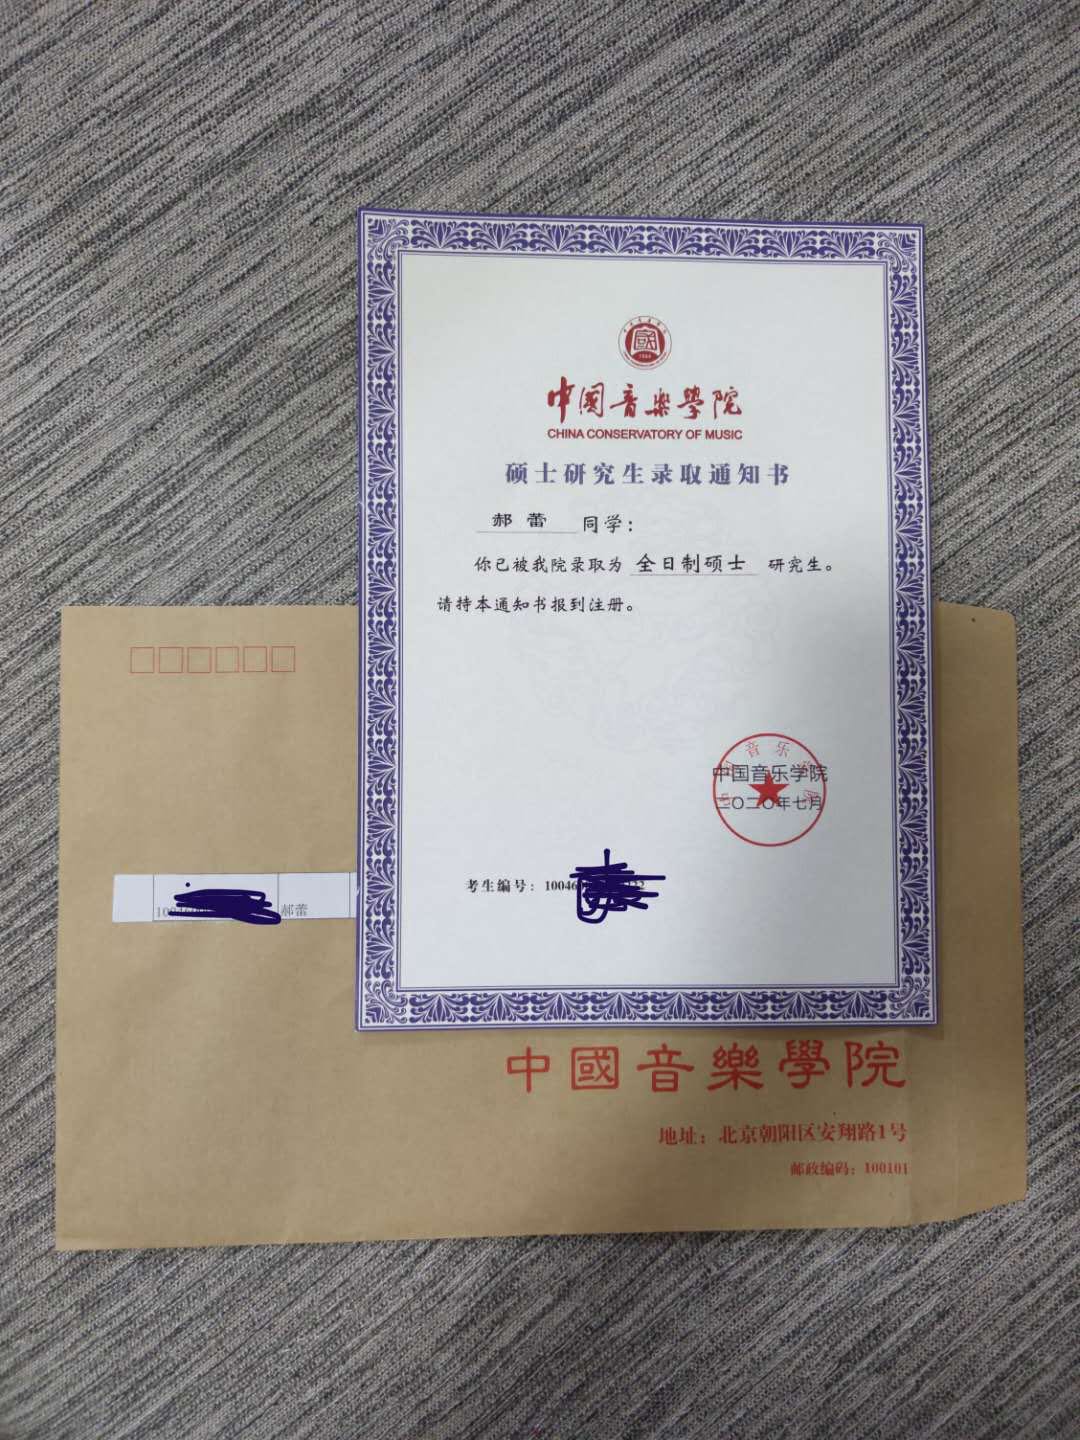 中国音樂學院
CHINA CONSERVATORY OF MUSIC
硕士研究生录取通知书
郝蕾 同学：
你已被我院录取为 全日制硕士 研究生。
请持本通知书报到注册。
中国音乐学院
二〇二〇年七月
考生编号：10046
郝蕾
中國音樂學院
地址：北京朝阳区安翔路1号
邮政编码：100101